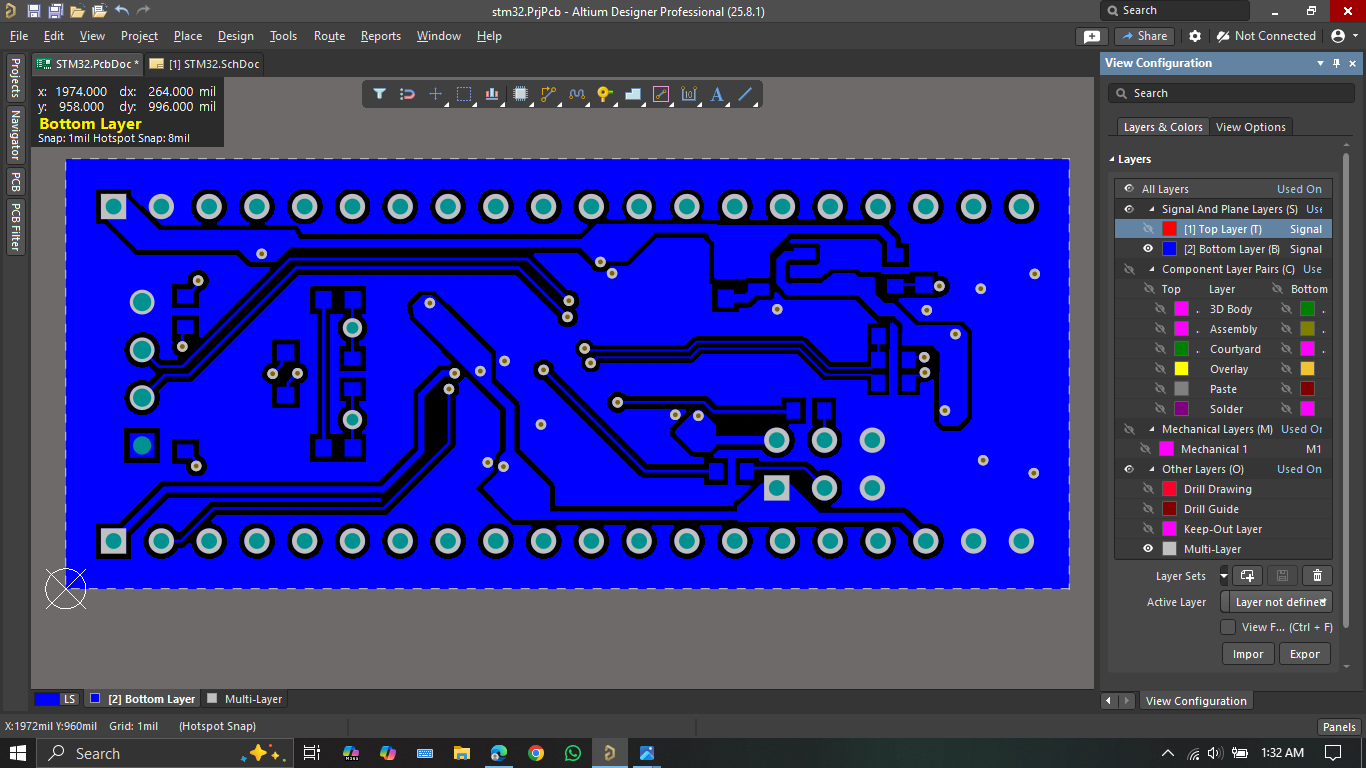 stm32.PrjPcb - Altium Designer Professional (25.8.1)
Search
File Edit View Project Place Design Tools Route Reports Window Help
Share
Not Connected
STM32.PcbDoc *
[1] STM32.SchDoc
View Configuration
Projects
Navigator
PCB
PCB Filter
x: 1974.000 dx: 264.000 mil
y: 958.000 dy: 996.000 mil
Bottom Layer
Snap: 1mil Hotspot Snap: 8mil
Search
Layers & Colors
View Options
Layers
All Layers Used On
Signal And Plane Layers (S) Use
[1] Top Layer (T) Signal
[2] Bottom Layer (B) Signal
Component Layer Pairs (C) Use
Top Layer Bottom
3D Body
Assembly
Courtyard
Overlay
Paste
Solder
Mechanical Layers (M) Used On
Mechanical 1 M1
Other Layers (O) Used On
Drill Drawing
Drill Guide
Keep-Out Layer
Multi-Layer
Layer Sets
Active Layer Layer not defined
View F... (Ctrl + F)
Impor
Expor
LS
[2] Bottom Layer
Multi-Layer
View Configuration
X:1972mil Y:960mil Grid: 1mil (Hotspot Snap)
Panels
Search
1:32 AM